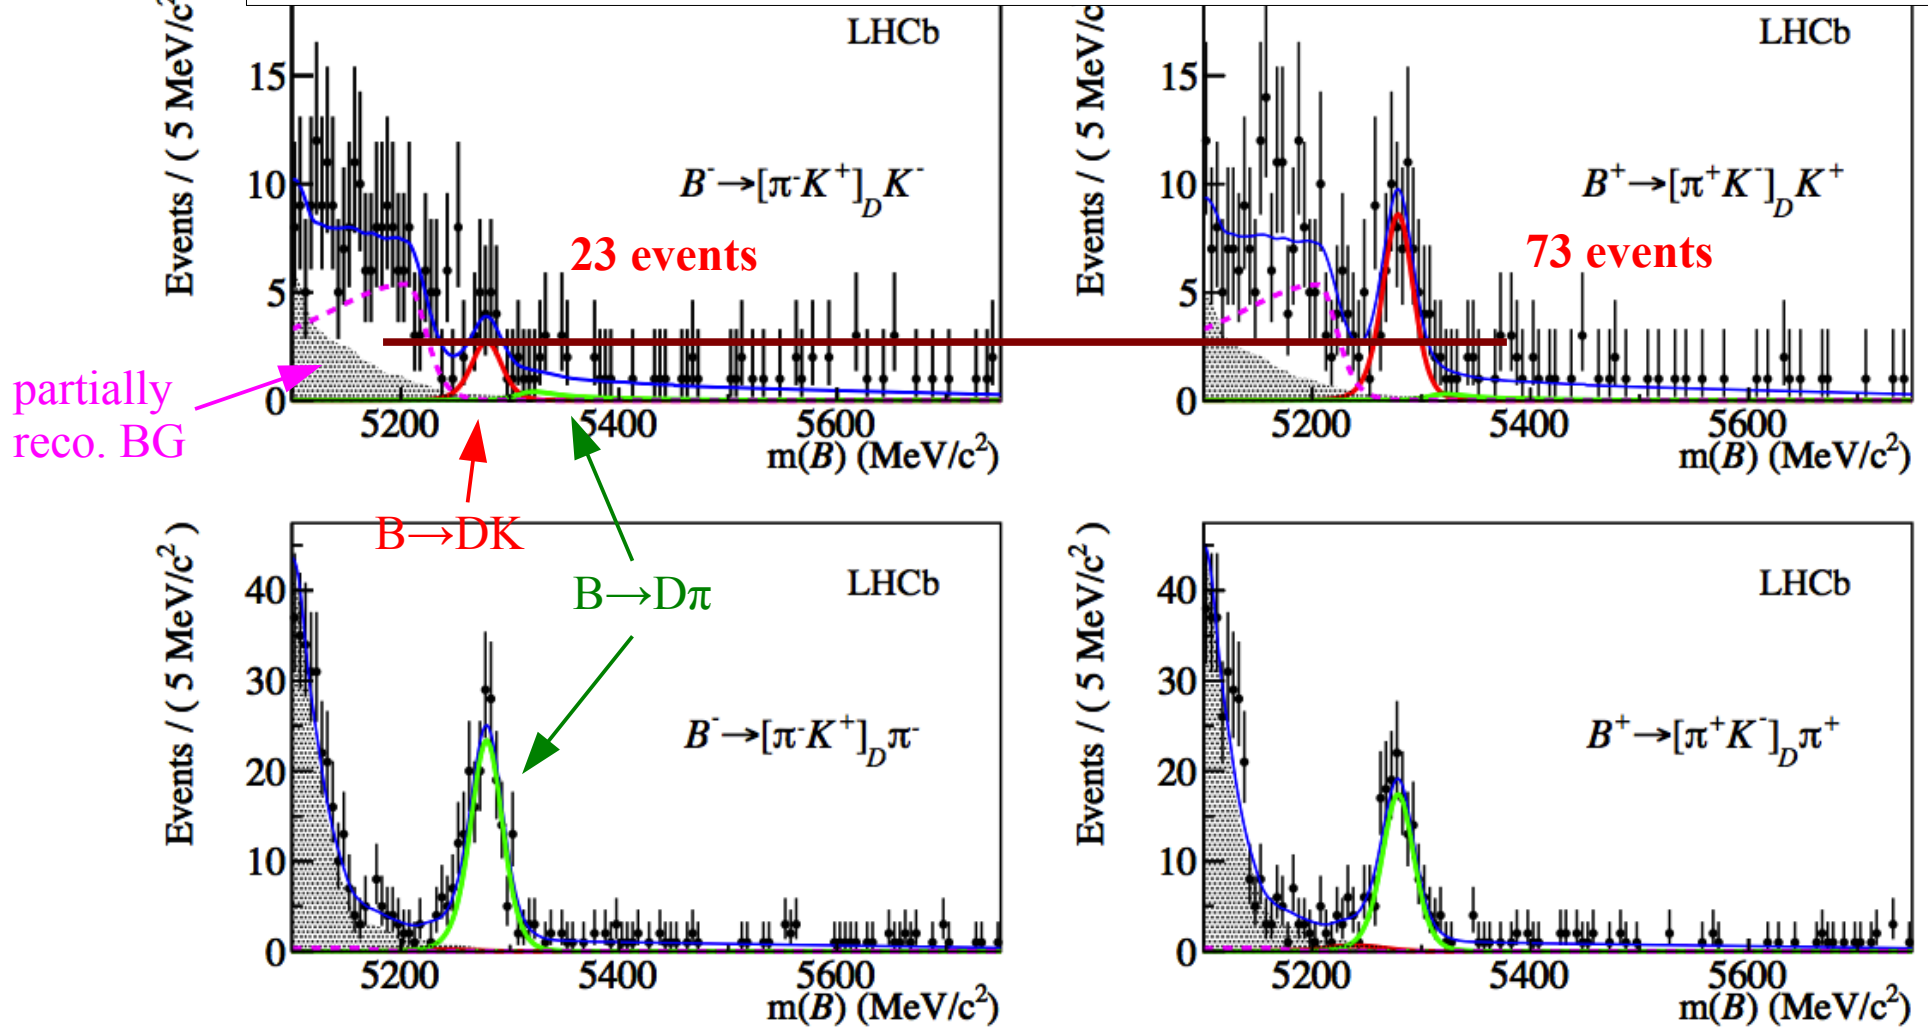 Events / ( 5 MeV/c²
15
10
5
0
LHCb
B⁻→[π⁻K⁺]_D K⁻
23 events
5200
5400
5600
m(B) (MeV/c²)
Events / ( 5 MeV/c
15
10
5
0
LHCb
B⁺→[π⁺K⁻]_D K⁺
73 events
5200
5400
5600
m(B) (MeV/c²)
partially
reco. BG
B→DK
B→Dπ
Events / ( 5 MeV/c² )
40
30
20
10
0
LHCb
B⁻→[π⁻K⁺]_D π⁻
5200
5400
5600
m(B) (MeV/c²)
Events / ( 5 MeV/c² )
40
30
20
10
0
LHCb
B⁺→[π⁺K⁻]_D π⁺
5200
5400
5600
m(B) (MeV/c²)